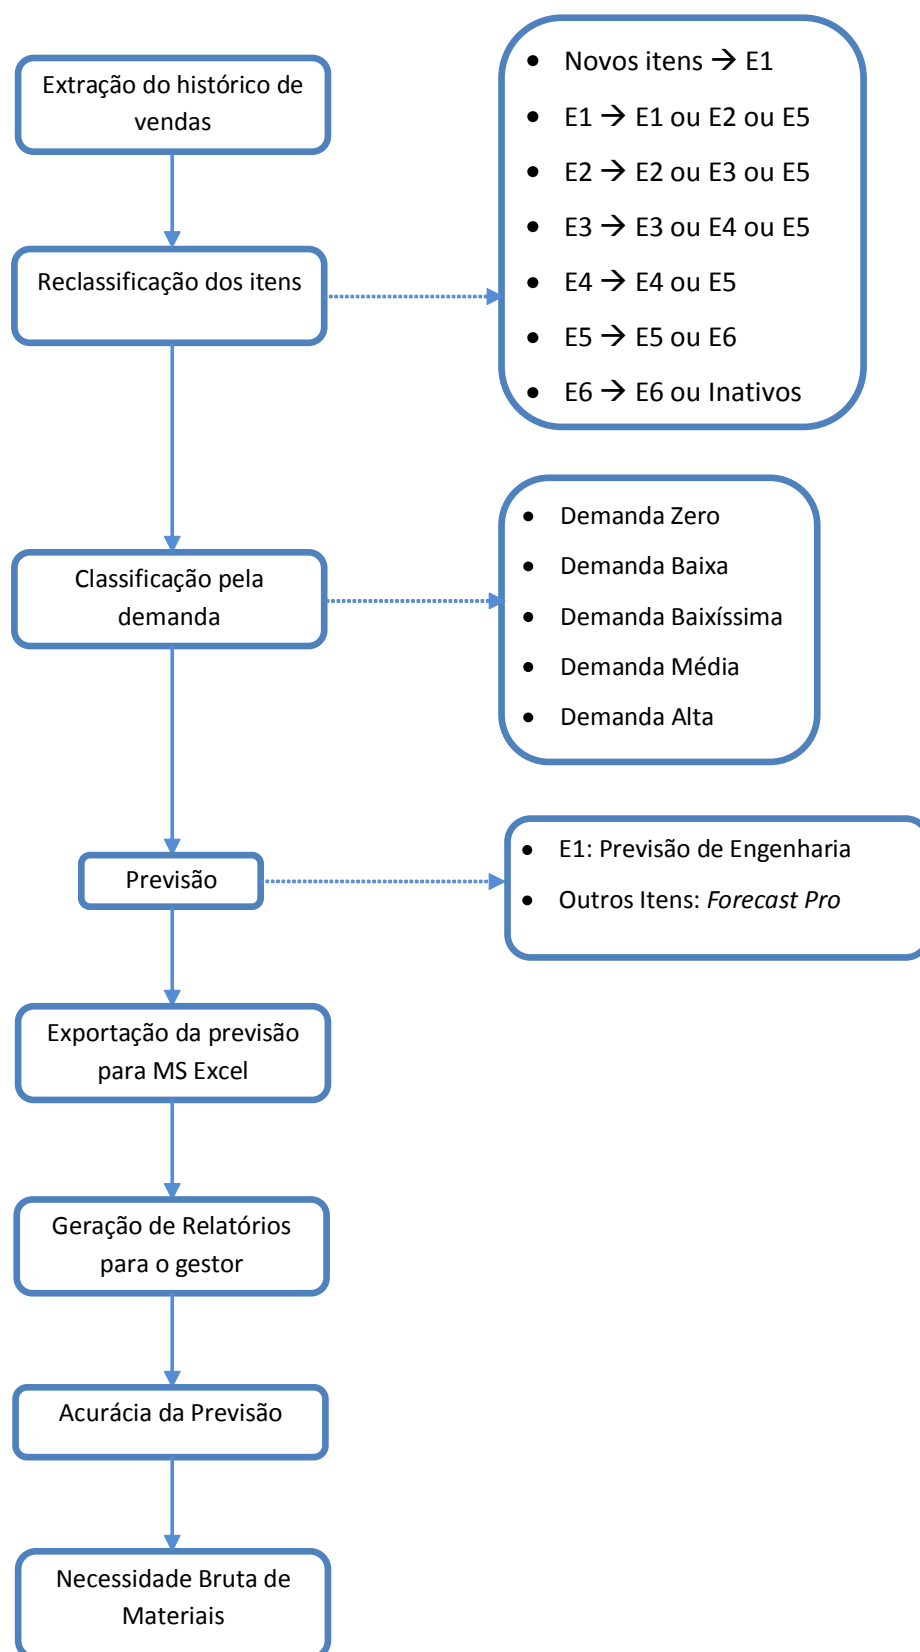 Extração do histórico de
vendas
Reclassificação dos itens
• Novos itens → E1
• E1 → E1 ou E2 ou E5
• E2 → E2 ou E3 ou E5
• E3 → E3 ou E4 ou E5
• E4 → E4 ou E5
• E5 → E5 ou E6
• E6 → E6 ou Inativos
Classificação pela
demanda
• Demanda Zero
• Demanda Baixa
• Demanda Baixíssima
• Demanda Média
• Demanda Alta
Previsão
• E1: Previsão de Engenharia
• Outros Itens: Forecast Pro
Exportação da previsão
para MS Excel
Geração de Relatórios
para o gestor
Acurácia da Previsão
Necessidade Bruta de
Materiais